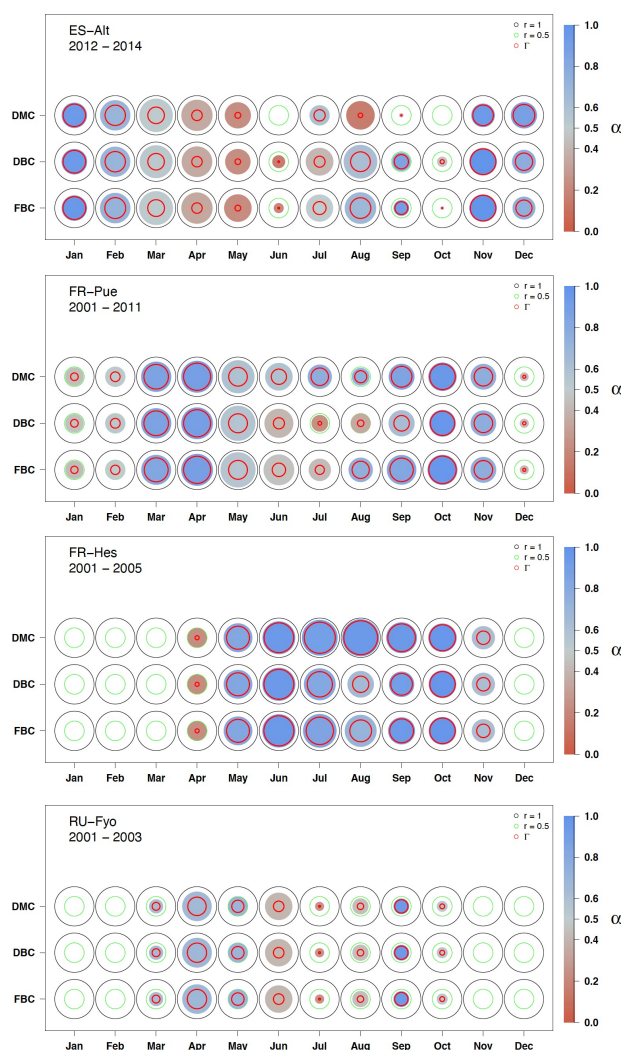 ES–Alt
2012 – 2014
r = 1
r = 0.5
Γ
DMC
DBC
FBC
Jan Feb Mar Apr May Jun Jul Aug Sep Oct Nov Dec
1.0
0.8
0.6
0.5
0.4
0.2
0.0
α
FR–Pue
2001 – 2011
r = 1
r = 0.5
Γ
DMC
DBC
FBC
Jan Feb Mar Apr May Jun Jul Aug Sep Oct Nov Dec
1.0
0.8
0.6
0.5
0.4
0.2
0.0
α
FR–Hes
2001 – 2005
r = 1
r = 0.5
Γ
DMC
DBC
FBC
Jan Feb Mar Apr May Jun Jul Aug Sep Oct Nov Dec
1.0
0.8
0.6
0.5
0.4
0.2
0.0
α
RU–Fyo
2001 – 2003
r = 1
r = 0.5
Γ
DMC
DBC
FBC
Jan Feb Mar Apr May Jun Jul Aug Sep Oct Nov Dec
1.0
0.8
0.6
0.5
0.4
0.2
0.0
α